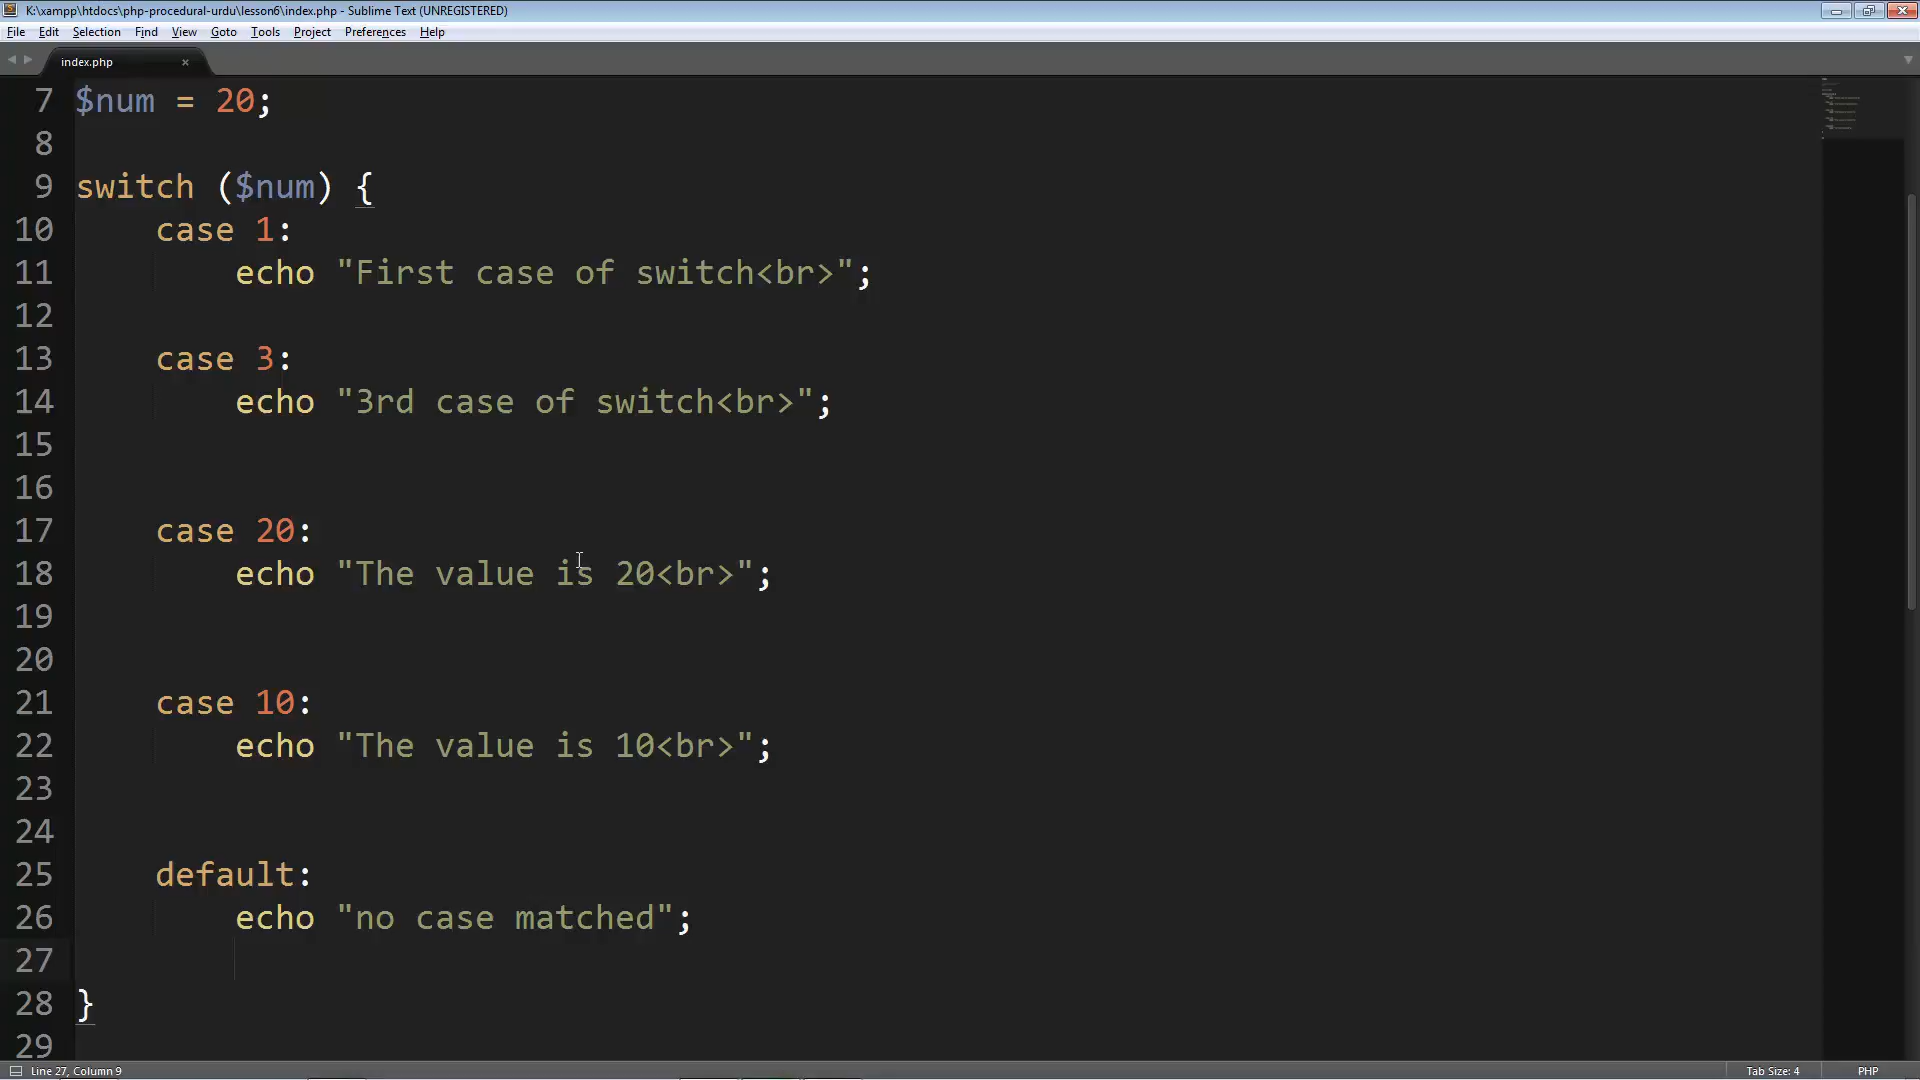 K:\xampp\htdocs\php-procedural-urdu\lesson6\index.php - Sublime Text (UNREGISTERED)
File Edit Selection Find View Goto Tools Project Preferences Help
index.php
7 $num = 20;
8
9 switch ($num) {
10 case 1:
11 echo "First case of switch<br>";
12
13 case 3:
14 echo "3rd case of switch<br>";
15
16
17 case 20:
18 echo "The value is 20<br>";
19
20
21 case 10:
22 echo "The value is 10<br>";
23
24
25 default:
26 echo "no case matched";
27
28 }
29
Line 27, Column 9 Tab Size: 4 PHP